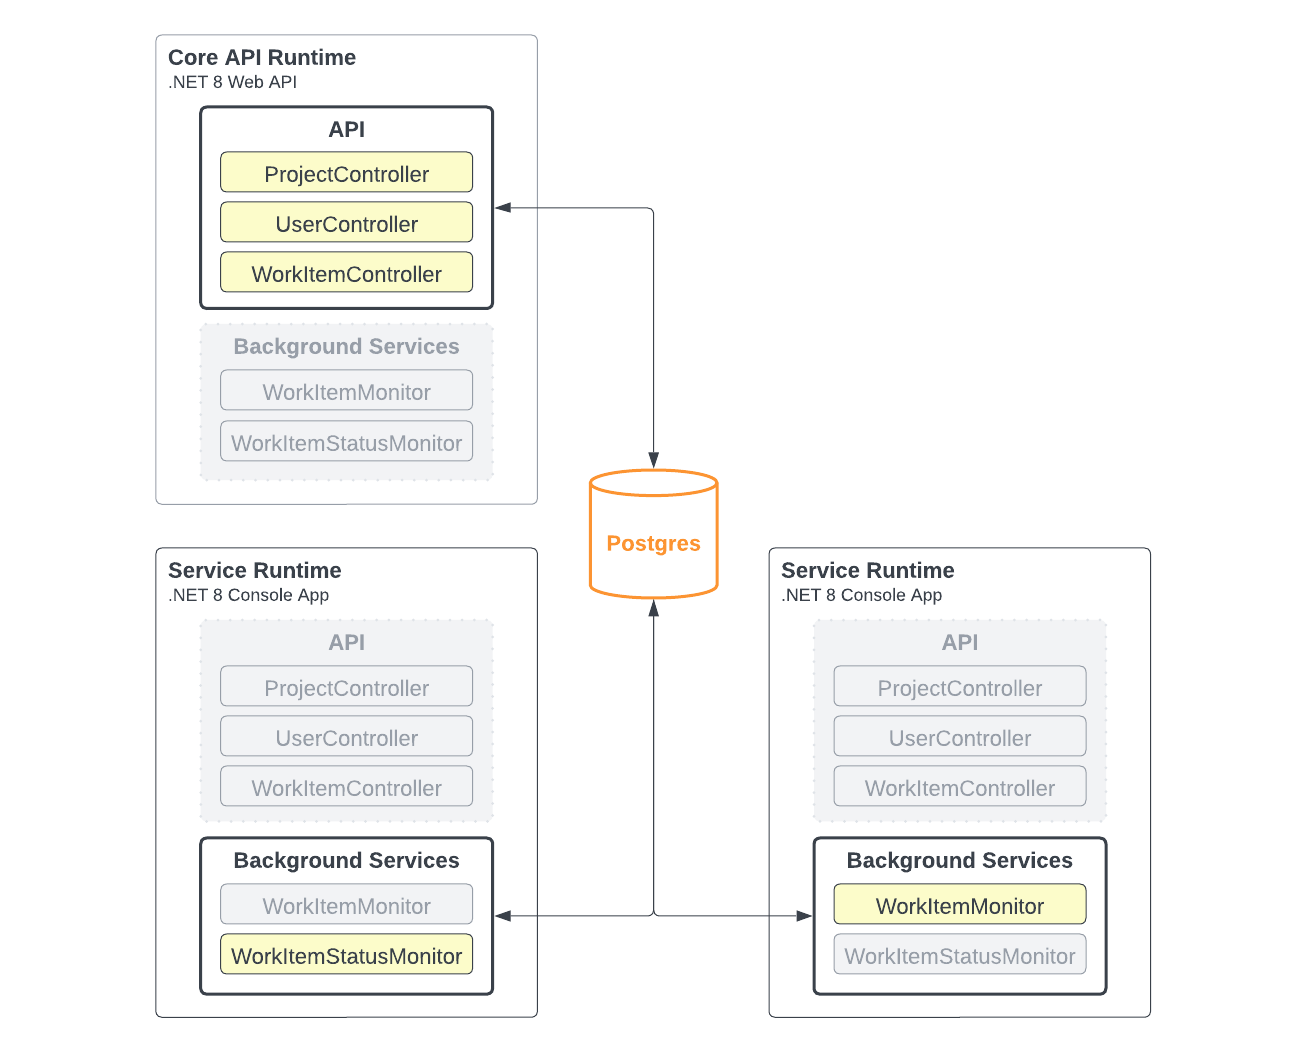 Core API Runtime
.NET 8 Web API
API
ProjectController
UserController
WorkItemController
Background Services
WorkItemMonitor
WorkItemStatusMonitor
Postgres
Service Runtime
.NET 8 Console App
API
ProjectController
UserController
WorkItemController
Background Services
WorkItemMonitor
WorkItemStatusMonitor
Service Runtime
.NET 8 Console App
API
ProjectController
UserController
WorkItemController
Background Services
WorkItemMonitor
WorkItemStatusMonitor